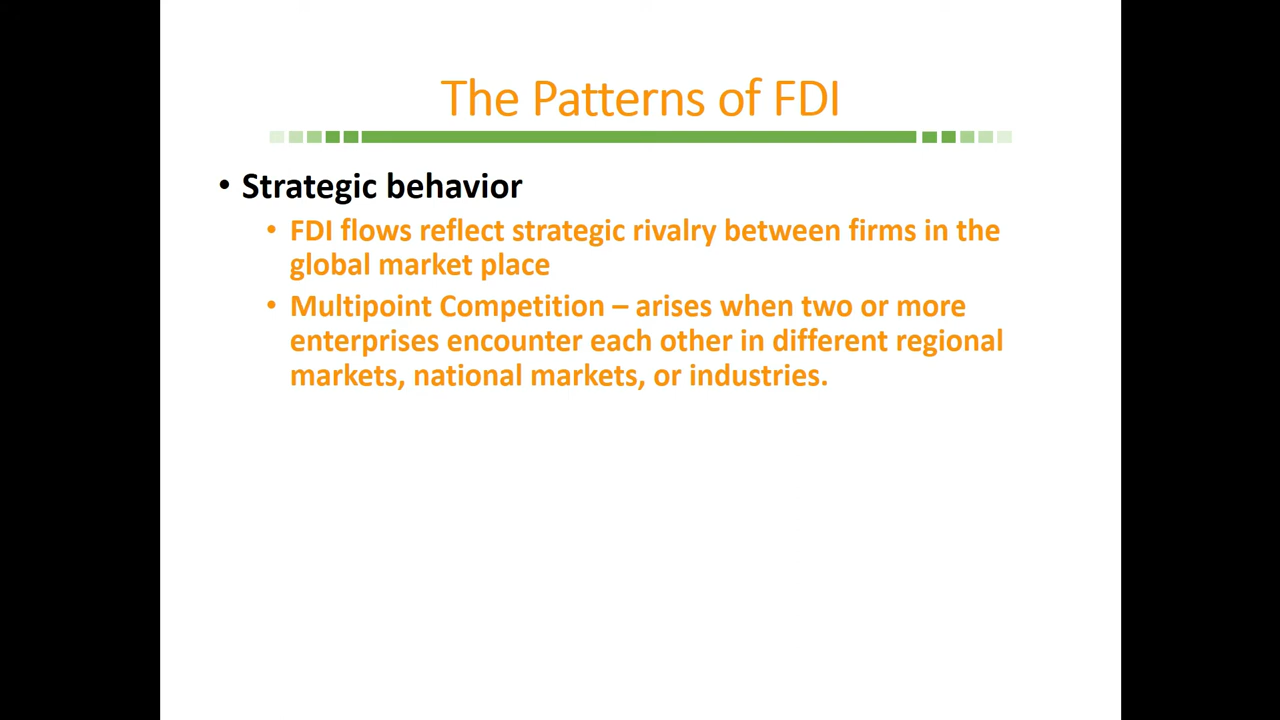 The Patterns of FDI
• Strategic behavior
• FDI flows reflect strategic rivalry between firms in the
global market place
• Multipoint Competition – arises when two or more
enterprises encounter each other in different regional
markets, national markets, or industries.